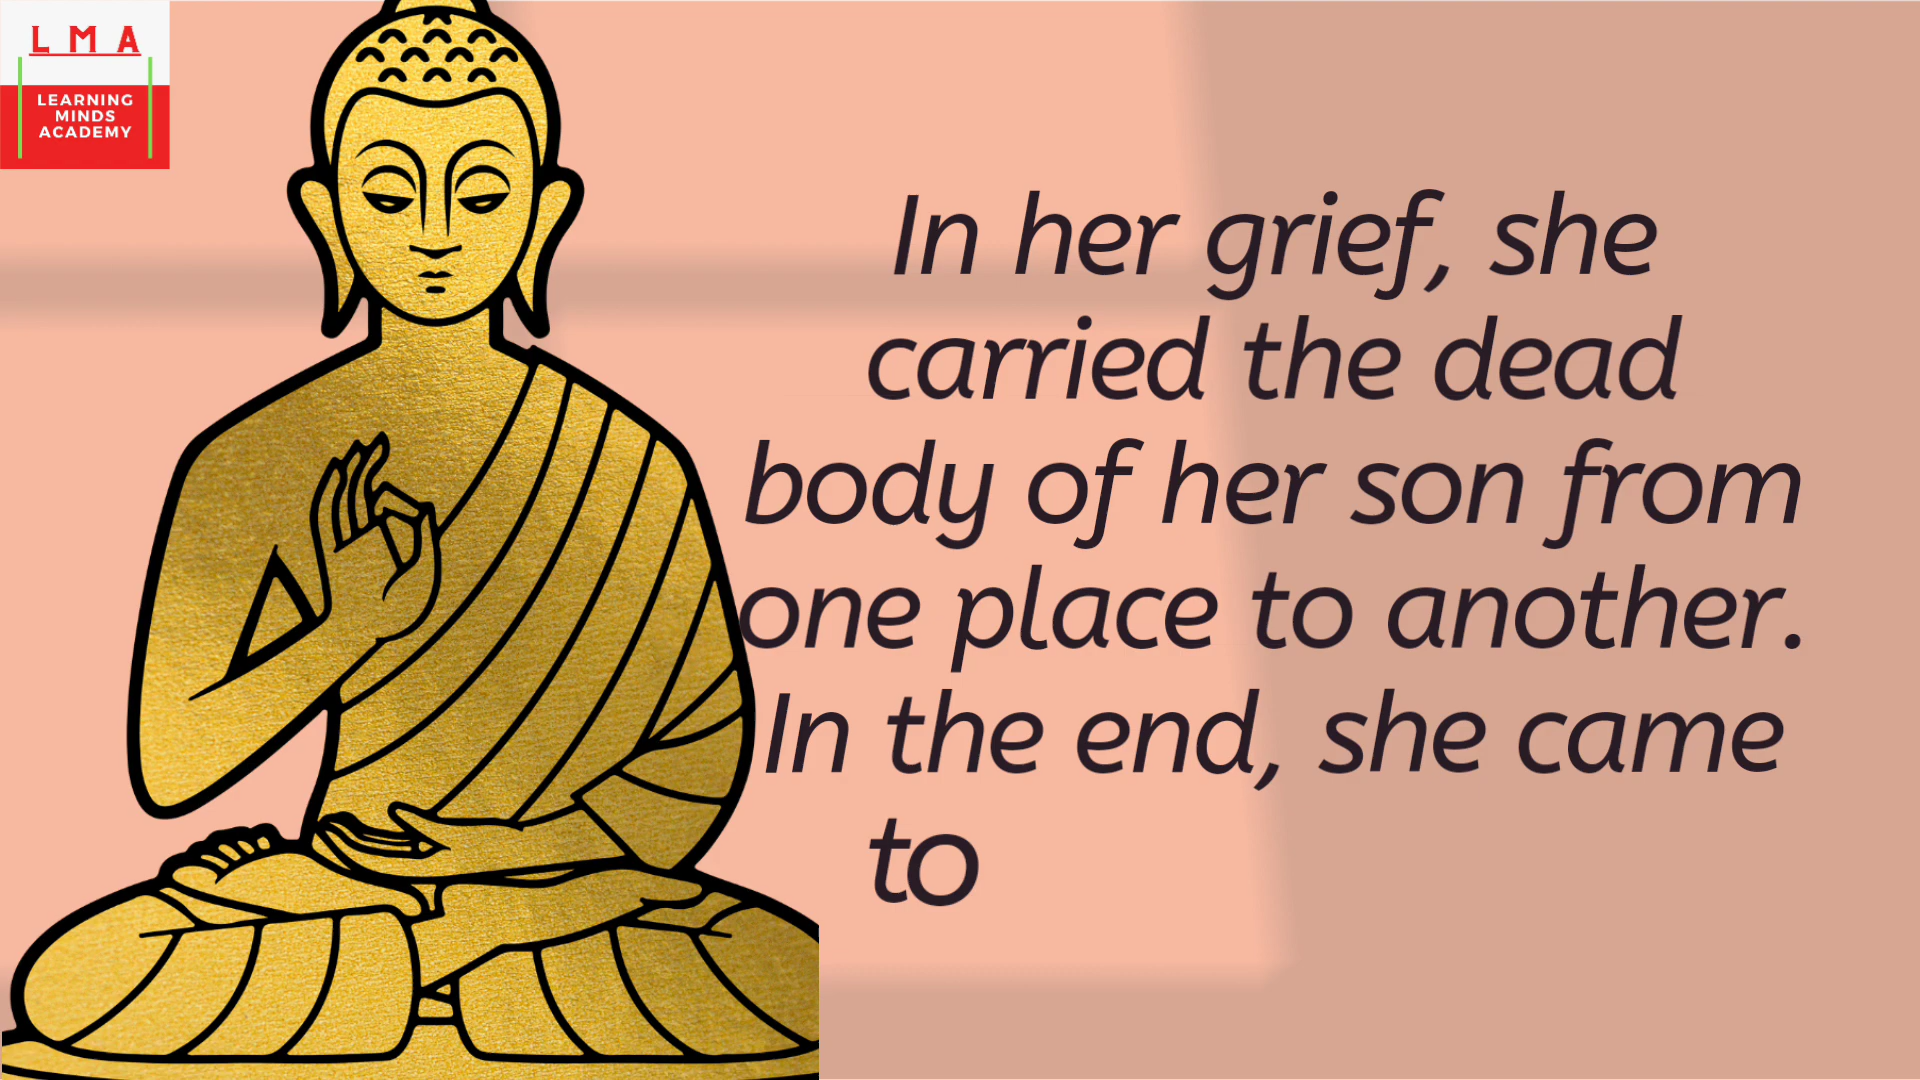 L M A
LEARNING
MINDS
ACADEMY
In her grief, she
carried the dead
body of her son from
one place to another.
In the end, she came
to